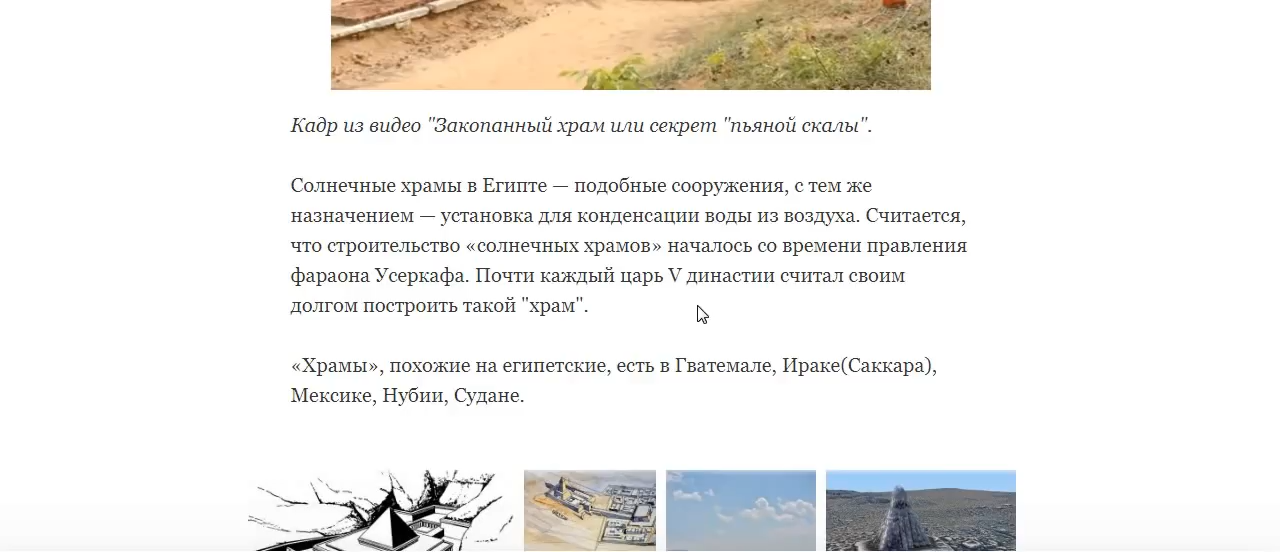 Кадр из видео "Закопанный храм или секрет "пьяной скалы".
Солнечные храмы в Египте — подобные сооружения, с тем же
назначением — установка для конденсации воды из воздуха. Считается,
что строительство «солнечных храмов» началось со времени правления
фараона Усеркафа. Почти каждый царь V династии считал своим
долгом построить такой "храм".
«Храмы», похожие на египетские, есть в Гватемале, Ираке(Саккара),
Мексике, Нубии, Судане.